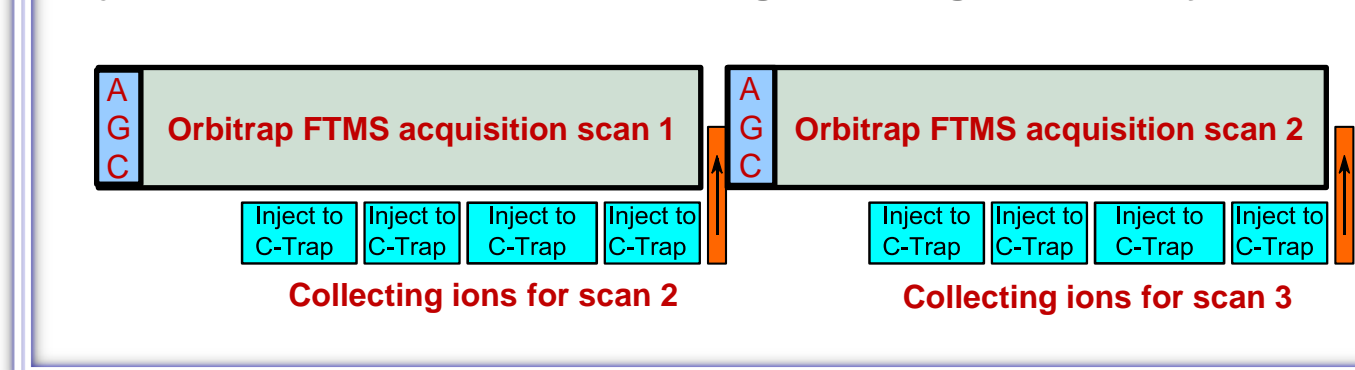 A
G
C
Orbitrap FTMS acquisition scan 1
A
G
C
Orbitrap FTMS acquisition scan 2
Inject to
C-Trap
Inject to
C-Trap
Inject to
C-Trap
Inject to
C-Trap
Inject to
C-Trap
Inject to
C-Trap
Inject to
C-Trap
Inject to
C-Trap
Collecting ions for scan 2
Collecting ions for scan 3